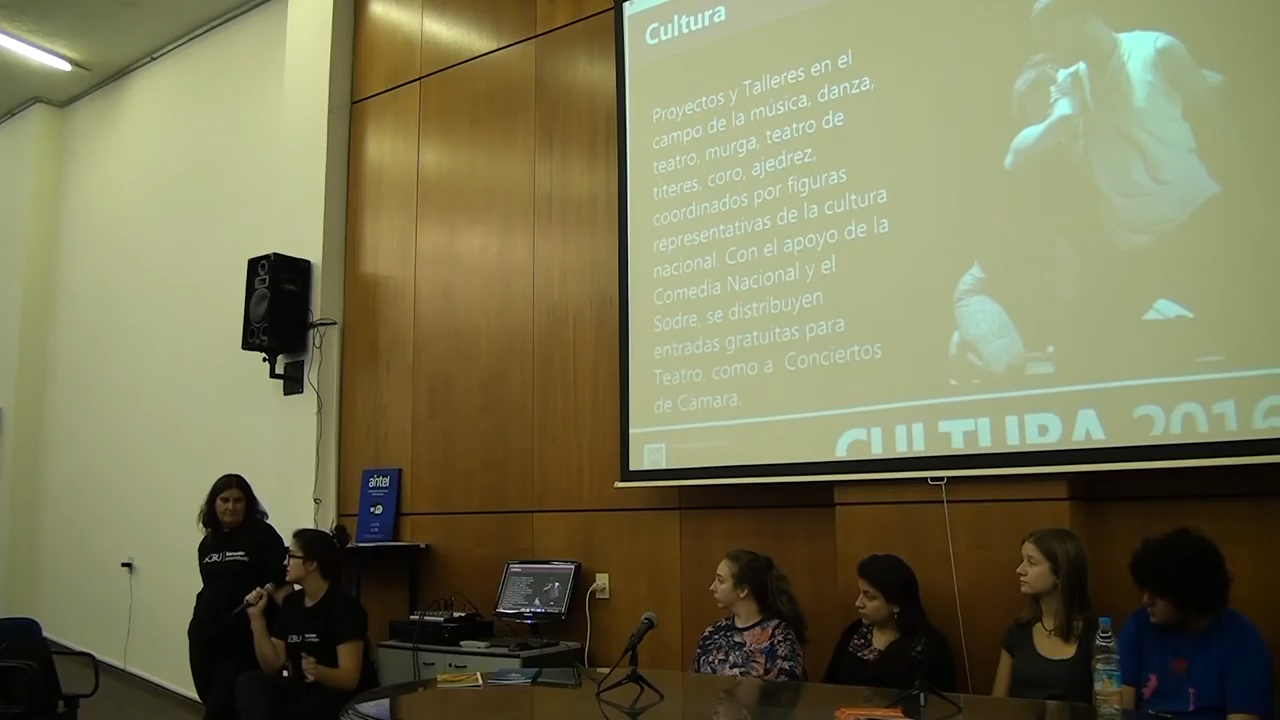 Cultura
Proyectos y Talleres en el
campo de la música, danza,
teatro, murga, teatro de
títeres, coro, ajedrez,
coordinados por figuras
representativas de la cultura
nacional. Con el apoyo de la
Comedia Nacional y el
Sodre, se distribuyen
entradas gratuitas para
Teatro, como a Conciertos
de Camara.
CULTURA 2016
antel
SCBU
Bienestar